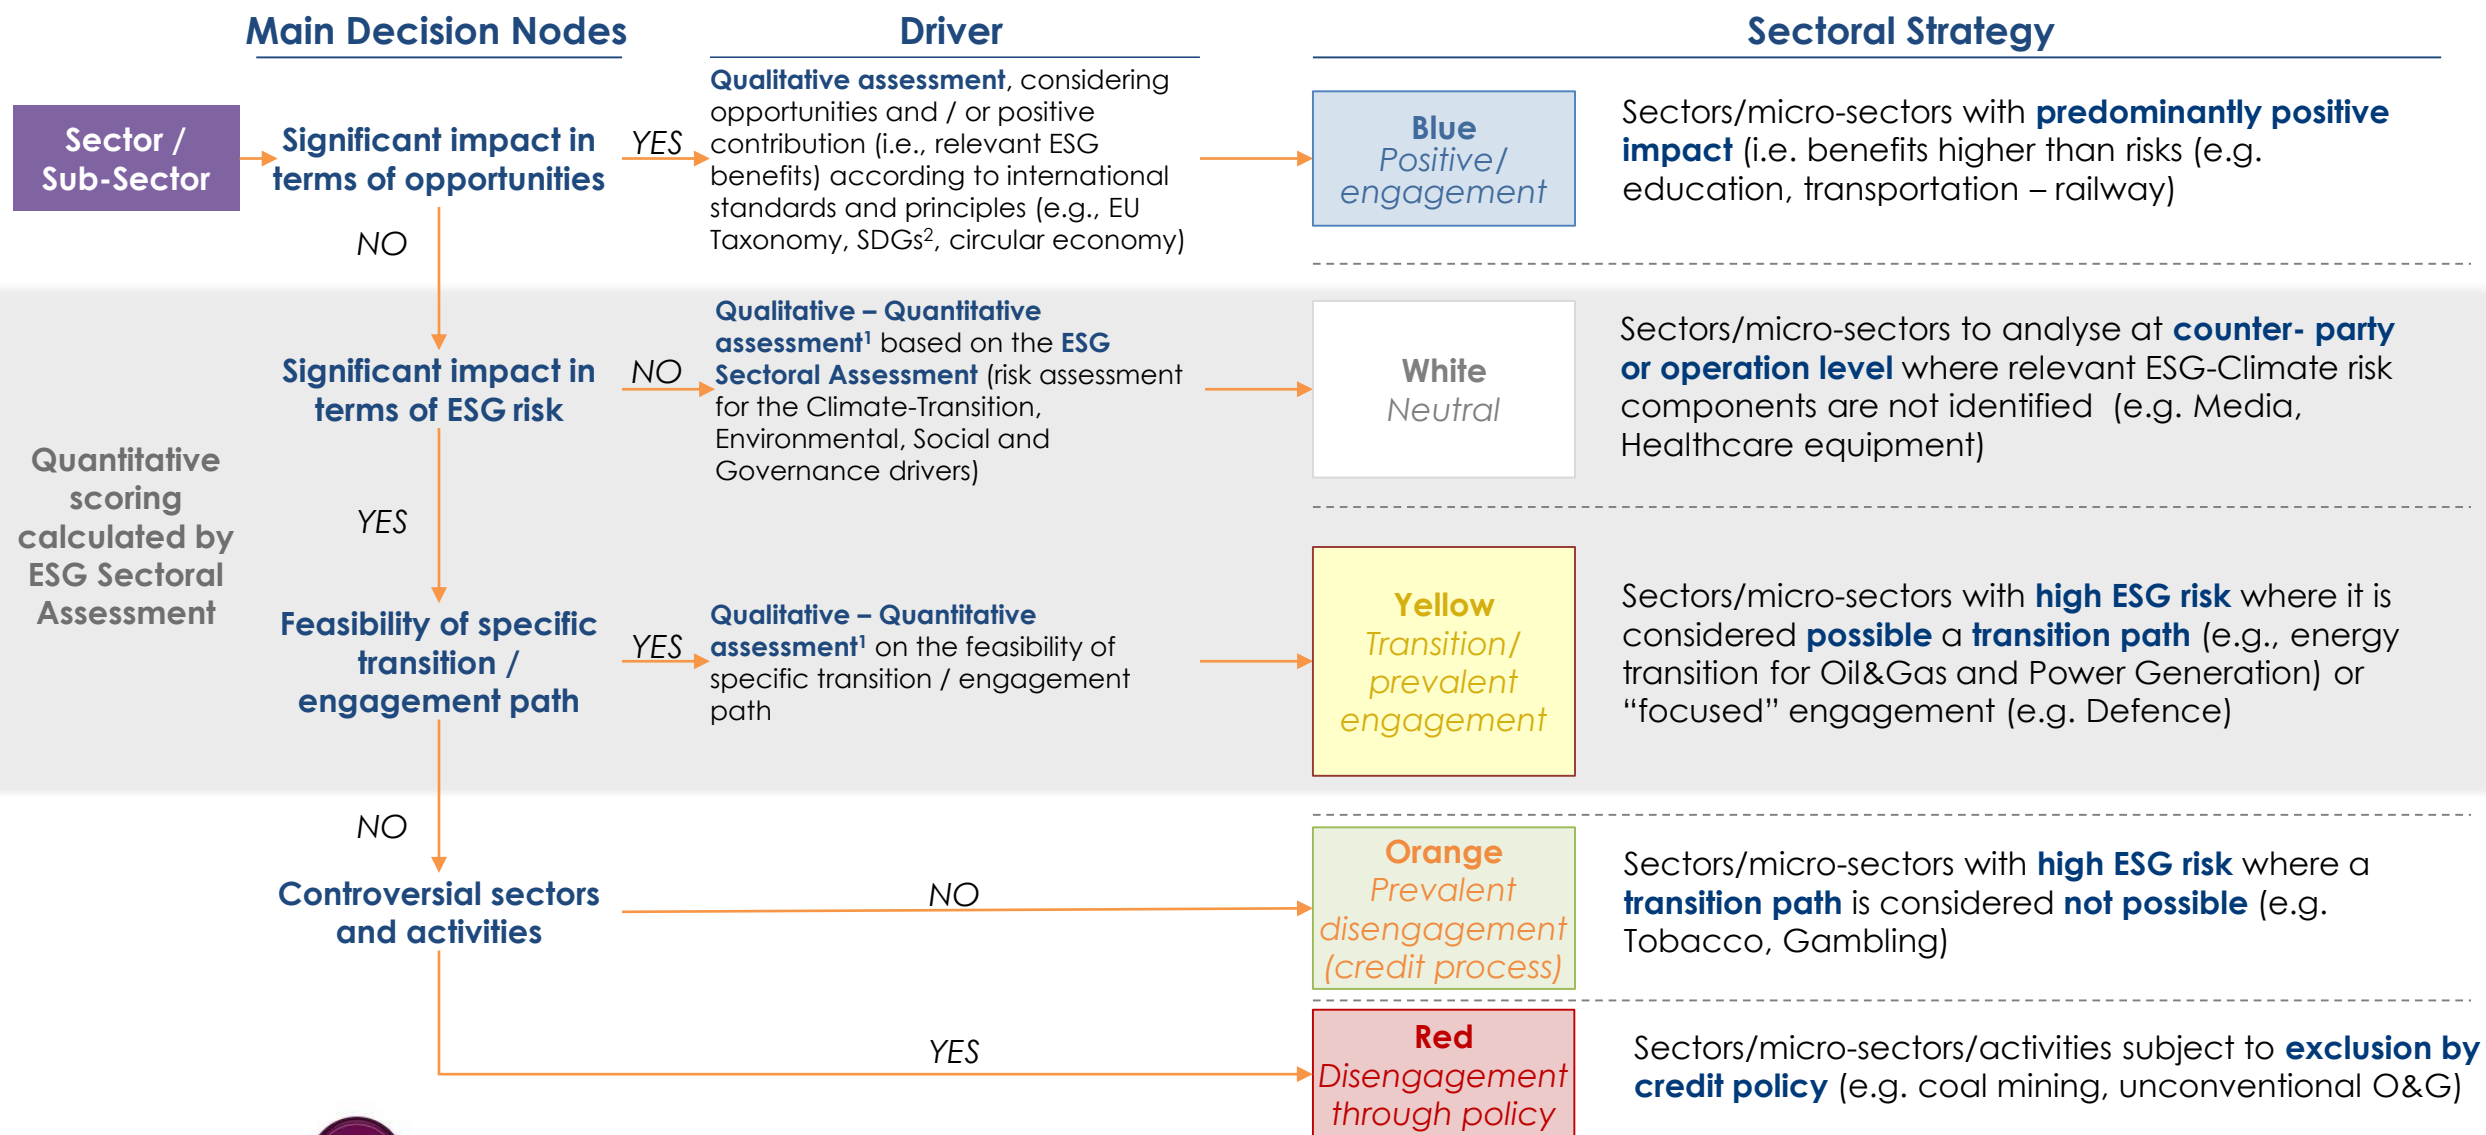 Main Decision Nodes
Driver
Sectoral Strategy
Sector /
Sub-Sector
Significant impact in
terms of opportunities
YES
NO
Qualitative assessment, considering
opportunities and / or positive
contribution (i.e., relevant ESG
benefits) according to international
standards and principles (e.g., EU
Taxonomy, SDGs², circular economy)
Blue
Positive/
engagement
Sectors/micro-sectors with predominantly positive
impact (i.e. benefits higher than risks (e.g.
education, transportation – railway)
Quantitative
scoring
calculated by
ESG Sectoral
Assessment
Significant impact in
terms of ESG risk
NO
YES
Qualitative – Quantitative
assessment¹ based on the ESG
Sectoral Assessment (risk assessment
for the Climate-Transition,
Environmental, Social and
Governance drivers)
White
Neutral
Sectors/micro-sectors to analyse at counter- party
or operation level where relevant ESG-Climate risk
components are not identified (e.g. Media,
Healthcare equipment)
Feasibility of specific
transition /
engagement path
YES
NO
Qualitative – Quantitative
assessment¹ on the feasibility of
specific transition / engagement
path
Yellow
Transition/
prevalent
engagement
Sectors/micro-sectors with high ESG risk where it is
considered possible a transition path (e.g., energy
transition for Oil&Gas and Power Generation) or
“focused” engagement (e.g. Defence)
Controversial sectors
and activities
NO
Orange
Prevalent
disengagement
(credit process)
Sectors/micro-sectors with high ESG risk where a
transition path is considered not possible (e.g.
Tobacco, Gambling)
YES
Red
Disengagement
through policy
Sectors/micro-sectors/activities subject to exclusion by
credit policy (e.g. coal mining, unconventional O&G)